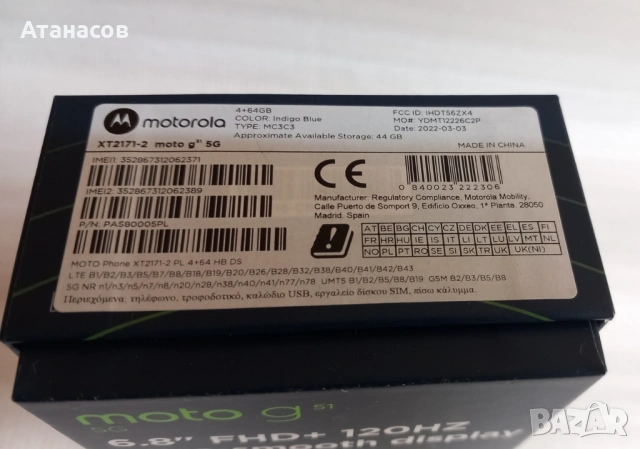 Атанасов
motorola
4+64GB
COLOR: Indigo Blue
TYPE: MC3C3
Approximate Available Storage: 44 GB
FCC ID: IHDT56ZX4
MO#: YDMT12226C2P
Date: 2022-03-03
XT2171-2 moto g51 5G
MADE IN CHINA
IMEI1: 352867312062371
IMEI2: 352867312062389
P/N: PASB0005PL
CE
0 840023 222306
Manufacturer: Regulatory Compliance, Motorola Mobility,
Calle Puerto de Somport 9, Edificio Oxxeo, 1ª Planta. 28050
Madrid. Spain
AT BE BG CH CY CZ DE DK EE EL ES FI
FR HR HU IE IS IT LI LT LU LV MT NL
NO PL PT RO SE SI SK TR UK UK(NI)
MOTO Phone XT2171-2 PL 4+64 HB DS
LTE B1/B2/B3/B5/B7/B8/B18/B19/B20/B26/B28/B32/B38/B40/B41/B42/B43
5G NR n1/n3/n5/n7/n8/n20/n28/n38/n40/n41/n77/n78 UMTS B1/B2/B5/B8/B19 GSM B2/B3/B5/B8
Περιεχόμενα: τηλέφωνο, τροφοδοτικό, καλώδιο USB, εργαλείο δίσκου SIM, πίσω κάλυμμα.
moto g 51
5G
6.8” FHD+ 120HZ
smooth display
BAZAR